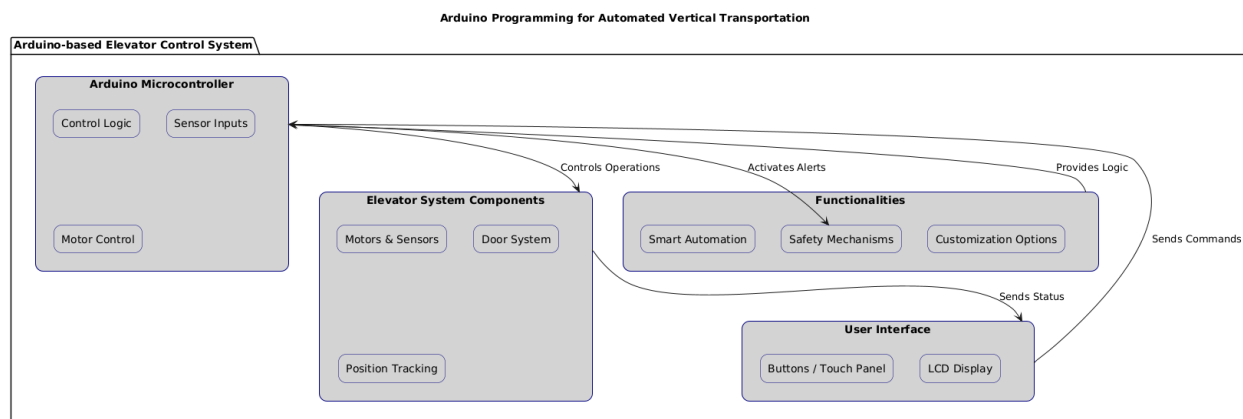 Arduino Programming for Automated Vertical Transportation
Arduino-based Elevator Control System
Arduino Microcontroller
Control Logic
Sensor Inputs
Motor Control
Controls Operations
Activates Alerts
Provides Logic
Elevator System Components
Motors & Sensors
Door System
Position Tracking
Functionalities
Smart Automation
Safety Mechanisms
Customization Options
Sends Commands
Sends Status
User Interface
Buttons / Touch Panel
LCD Display